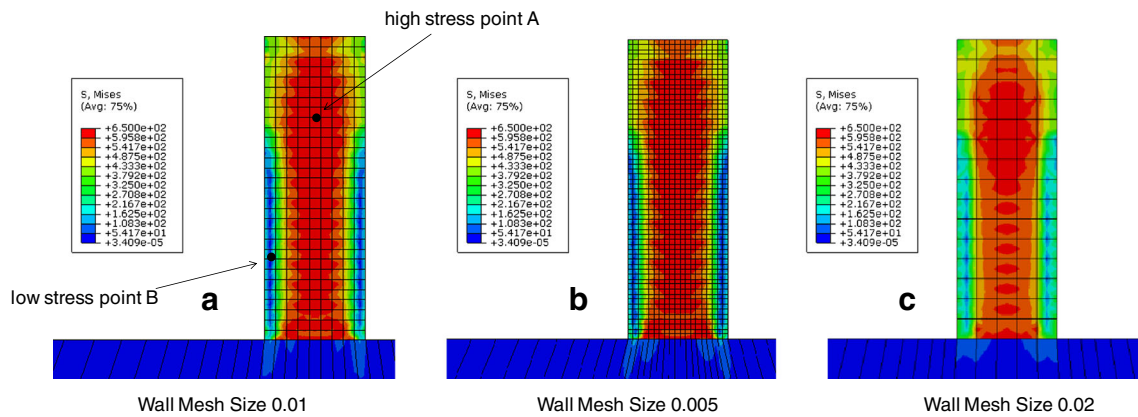 high stress point A
S, Mises
(Avg: 75%)
+6.500e+02
+5.958e+02
+5.417e+02
+4.875e+02
+4.333e+02
+3.792e+02
+3.250e+02
+2.708e+02
+2.167e+02
+1.625e+02
+1.083e+02
+5.417e+01
+3.409e-05
low stress point B
a
Wall Mesh Size 0.01
S, Mises
(Avg: 75%)
+6.500e+02
+5.958e+02
+5.417e+02
+4.875e+02
+4.333e+02
+3.792e+02
+3.250e+02
+2.708e+02
+2.167e+02
+1.625e+02
+1.083e+02
+5.417e+01
+3.409e-05
b
Wall Mesh Size 0.005
S, Mises
(Avg: 75%)
+6.500e+02
+5.958e+02
+5.417e+02
+4.875e+02
+4.333e+02
+3.792e+02
+3.250e+02
+2.708e+02
+2.167e+02
+1.625e+02
+1.083e+02
+5.417e+01
+3.409e-05
c
Wall Mesh Size 0.02